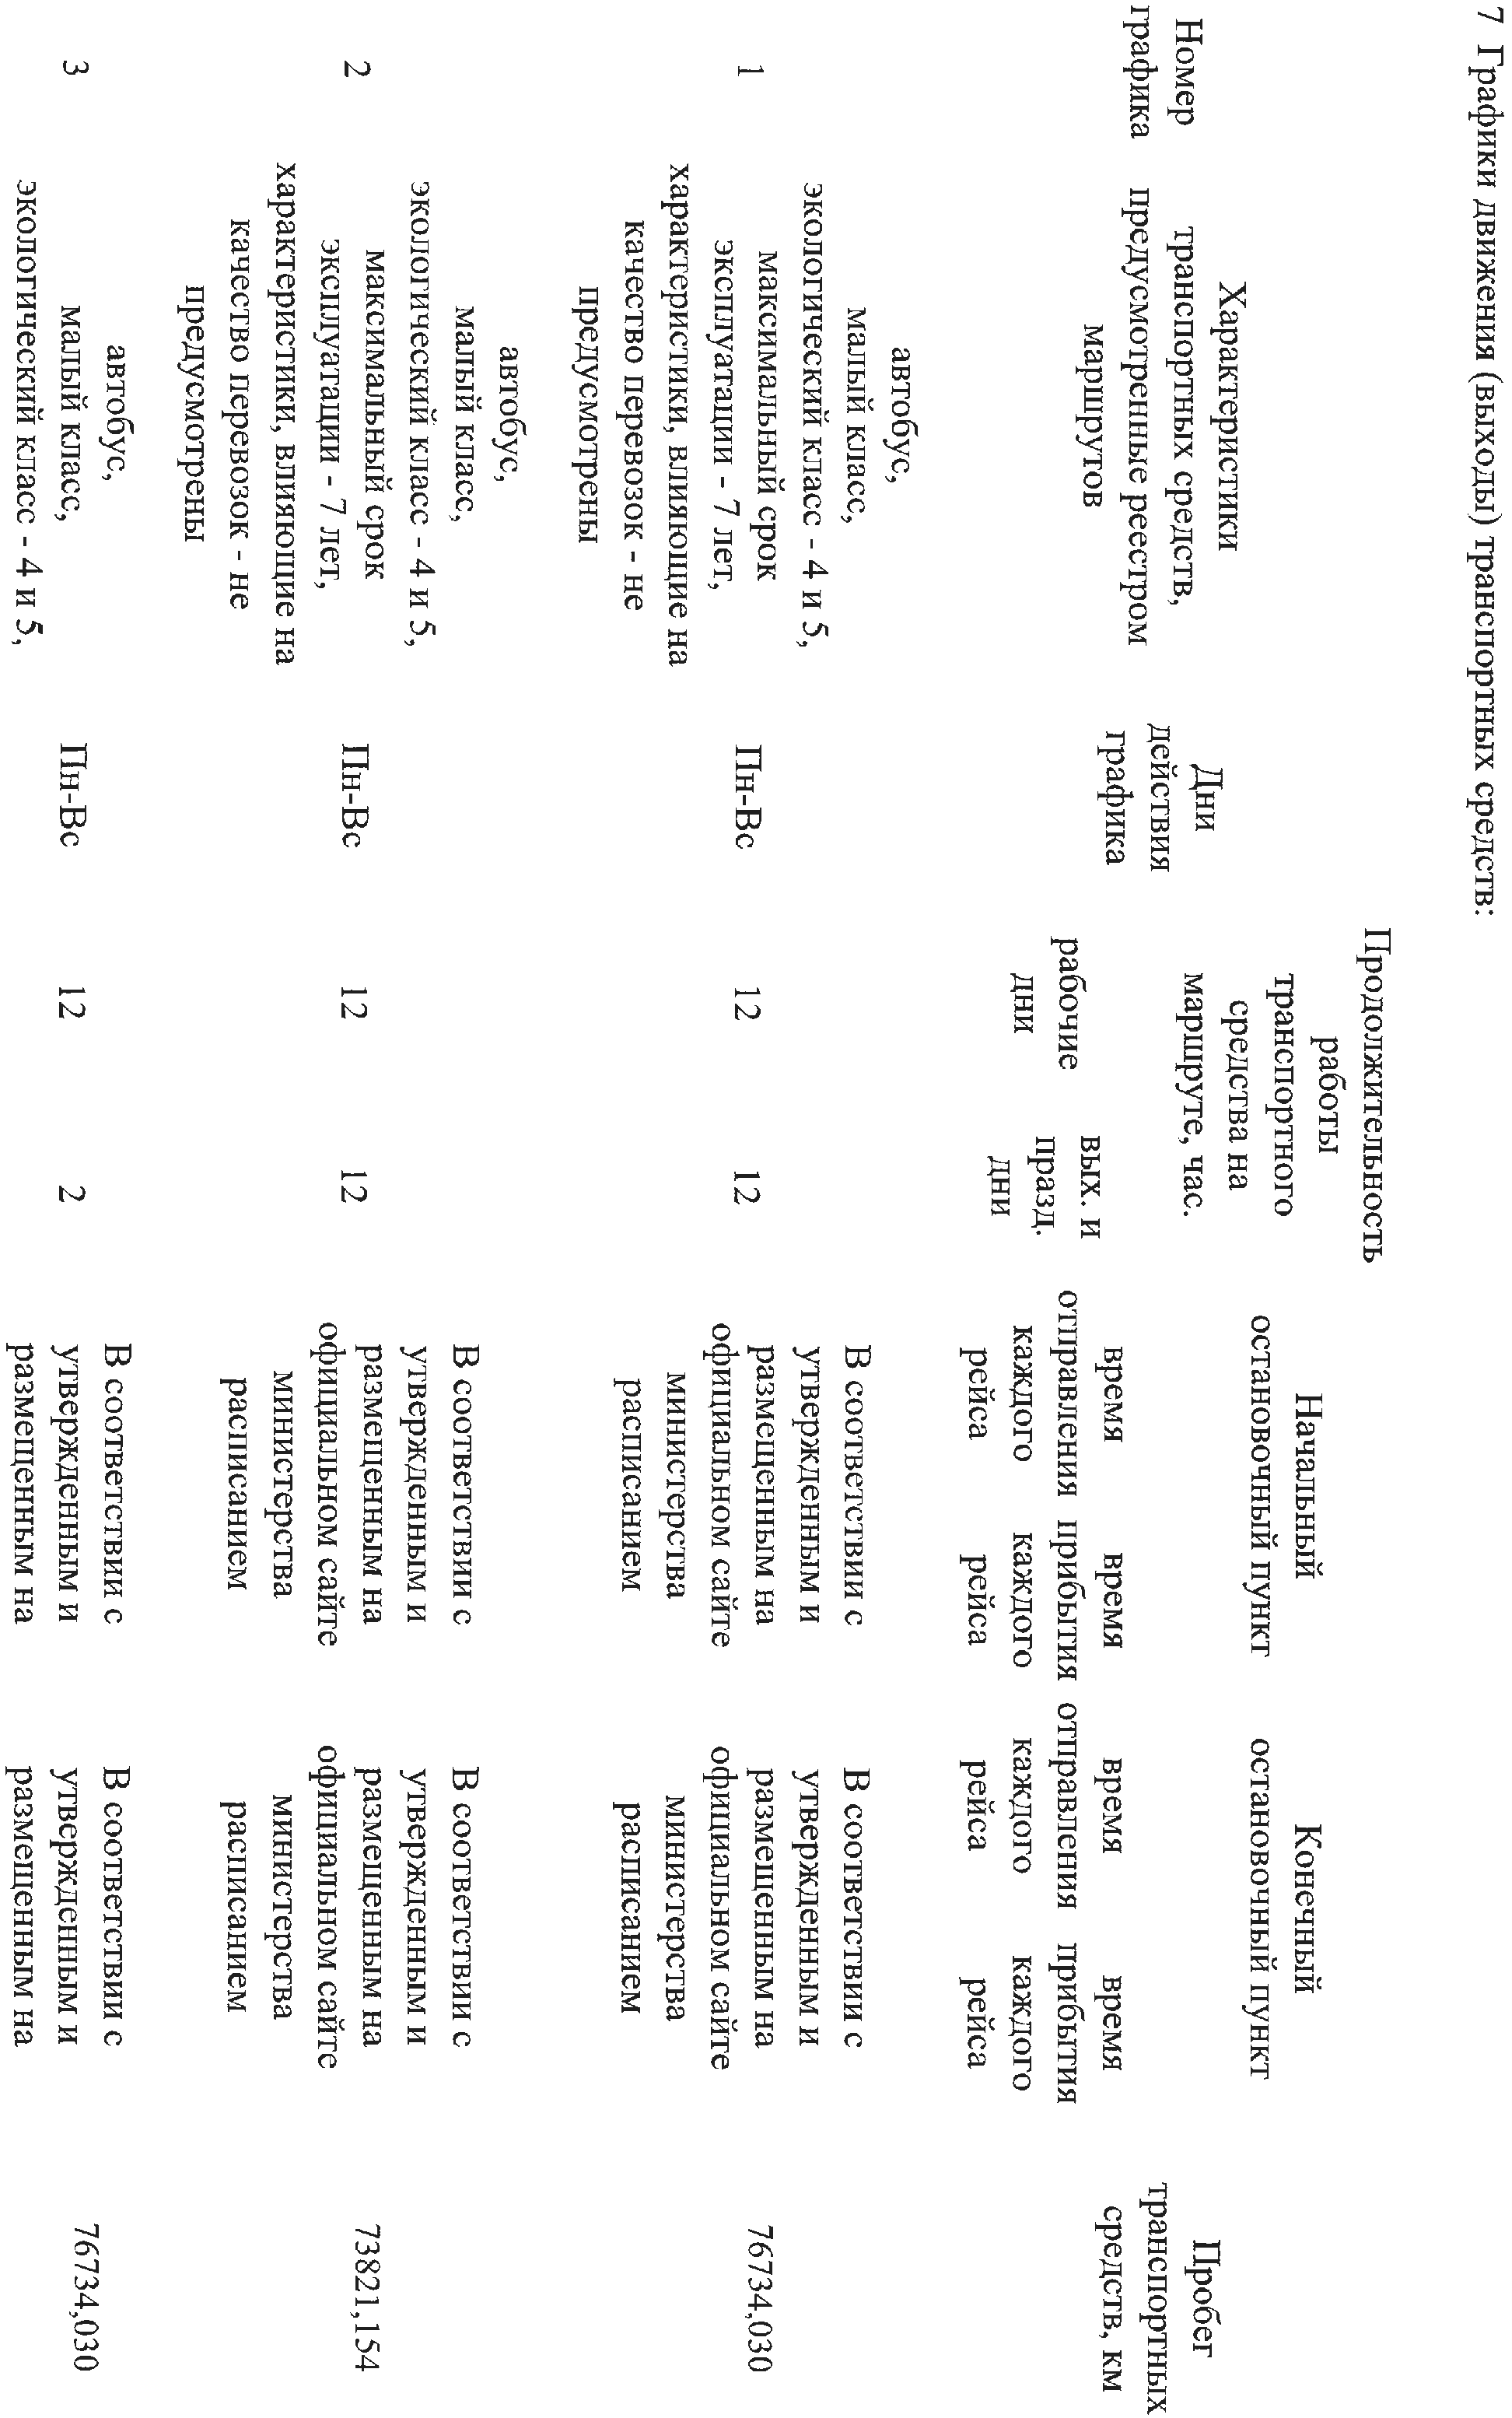 7 Графики движения (выходы) транспортных средств:
Номер
графика
Характеристики
транспортных средств,
предусмотренные реестром
маршрутов
Дни
действия
графика
Продолжительность
работы
транспортного
средства на
маршруте, час.
рабочие
дни
вых. и
празд.
дни
Начальный
остановочный пункт
время
отправления
каждого
рейса
время
прибытия
каждого
рейса
Конечный
остановочный пункт
время
отправления
каждого
рейса
время
прибытия
каждого
рейса
Пробег
транспортных
средств, км
1
автобус,
малый класс,
экологический класс - 4 и 5,
максимальный срок
эксплуатации - 7 лет,
характеристики, влияющие на
качество перевозок - не
предусмотрены
Пн-Вс
12
12
В соответствии с
утвержденным и
размещенным на
официальном сайте
министерства
расписанием
В соответствии с
утвержденным и
размещенным на
официальном сайте
министерства
расписанием
76734,030
2
автобус,
малый класс,
экологический класс - 4 и 5,
максимальный срок
эксплуатации - 7 лет,
характеристики, влияющие на
качество перевозок - не
предусмотрены
Пн-Вс
12
12
В соответствии с
утвержденным и
размещенным на
официальном сайте
министерства
расписанием
В соответствии с
утвержденным и
размещенным на
официальном сайте
министерства
расписанием
73821,154
3
автобус,
малый класс,
экологический класс - 4 и 5,
Пн-Вс
12
2
В соответствии с
утвержденным и
размещенным на
В соответствии с
утвержденным и
размещенным на
76734,030